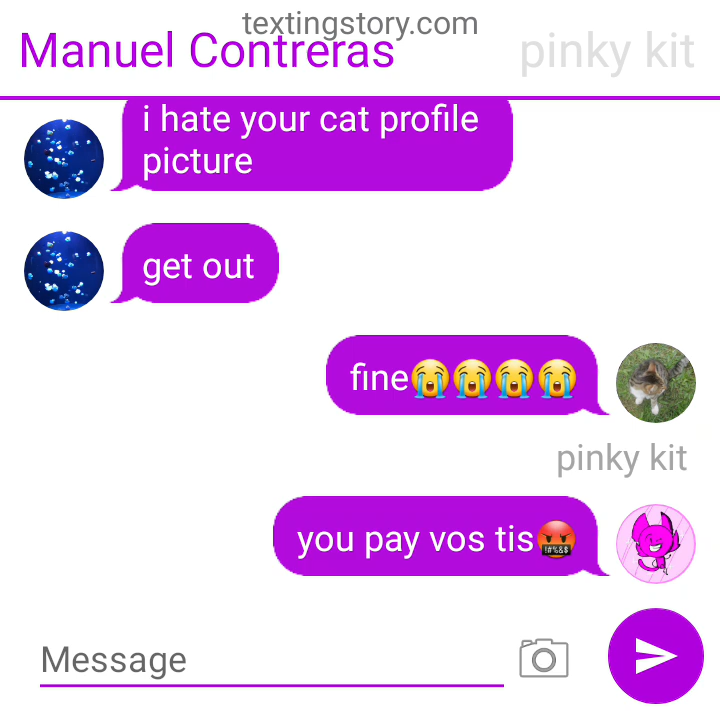 textingstory.com
Manuel Contreras
pinky kit
i hate your cat profile
picture
get out
fine😭😭😭😭
pinky kit
you pay vos tis🤬
Message